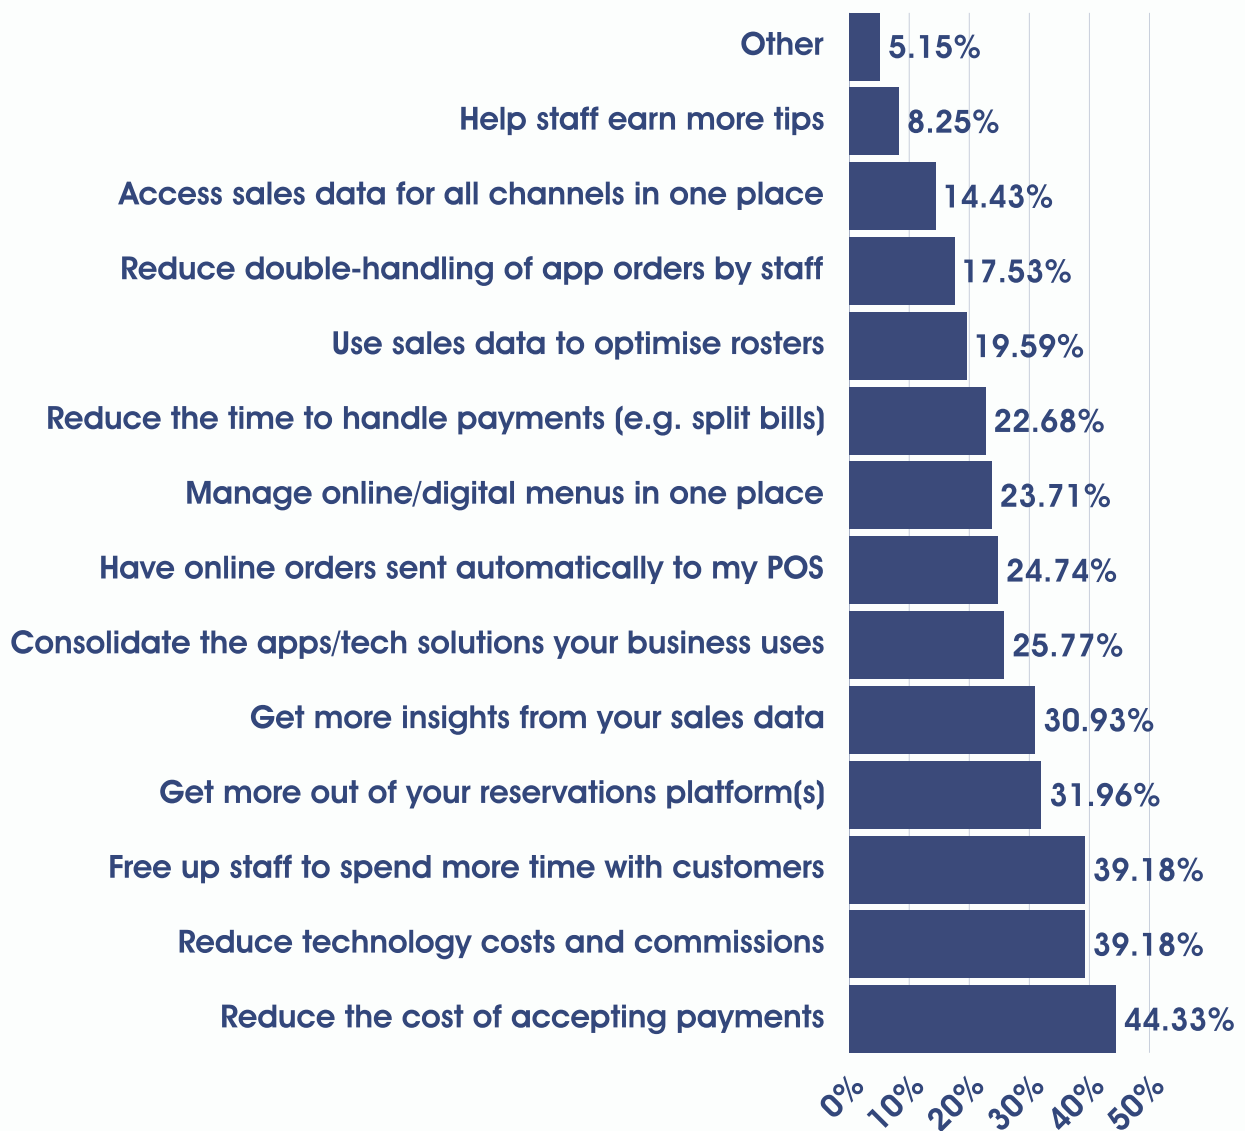 Other 5.15%
Help staff earn more tips 8.25%
Access sales data for all channels in one place 14.43%
Reduce double-handling of app orders by staff 17.53%
Use sales data to optimise rosters 19.59%
Reduce the time to handle payments (e.g. split bills) 22.68%
Manage online/digital menus in one place 23.71%
Have online orders sent automatically to my POS 24.74%
Consolidate the apps/tech solutions your business uses 25.77%
Get more insights from your sales data 30.93%
Get more out of your reservations platform(s) 31.96%
Free up staff to spend more time with customers 39.18%
Reduce technology costs and commissions 39.18%
Reduce the cost of accepting payments 44.33%
0% 10% 20% 30% 40% 50%